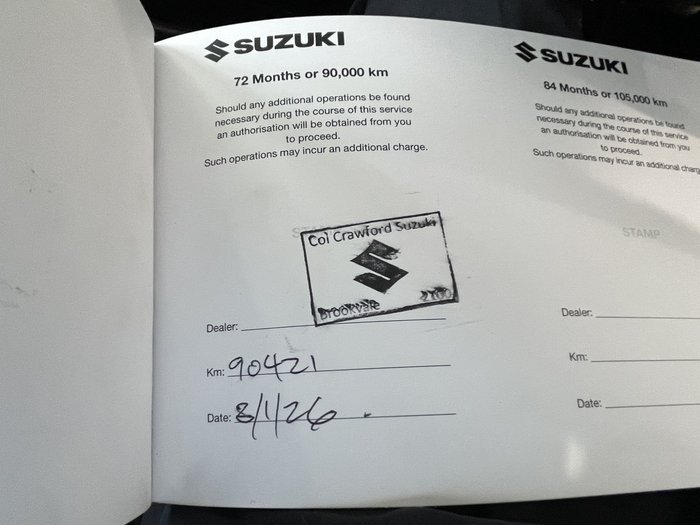 SUZUKI
72 Months or 90,000 km
Should any additional operations be found
necessary during the course of this service
an authorisation will be obtained from you
to proceed.
Such operations may incur an additional charge.
Col Crawford Suzuki
Brookvale 2100
Dealer:
Km: 90421
Date: 8/1/26
SUZUKI
84 Months or 105,000 km
Should any additional operations be found
necessary during the course of this service
an authorisation will be obtained from you
to proceed.
Such operations may incur an additional charg
STAMP
Dealer:
Km:
Date: